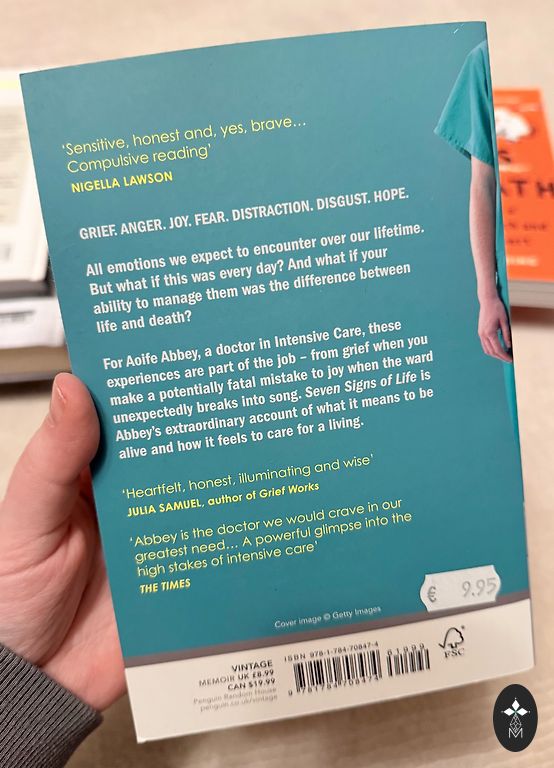 'Sensitive, honest and, yes, brave…
Compulsive reading'
NIGELLA LAWSON
GRIEF. ANGER. JOY. FEAR. DISTRACTION. DISGUST. HOPE.
All emotions we expect to encounter over our lifetime.
But what if this was every day? And what if your
ability to manage them was the difference between
life and death?
For Aoife Abbey, a doctor in Intensive Care, these
experiences are part of the job – from grief when you
make a potentially fatal mistake to joy when the ward
unexpectedly breaks into song. Seven Signs of Life is
Abbey's extraordinary account of what it means to be
alive and how it feels to care for a living.
'Heartfelt, honest, illuminating and wise'
JULIA SAMUEL, author of Grief Works
'Abbey is the doctor we would crave in our
greatest need… A powerful glimpse into the
high stakes of intensive care'
THE TIMES
€ 9.95
Cover image © Getty Images
VINTAGE
MEMOIR UK £8.99
CAN $19.99
Penguin Random House
penguin.co.uk/vintage
ISBN 978-1-784-70847-4
01999
9 781784 708474
FSC
M